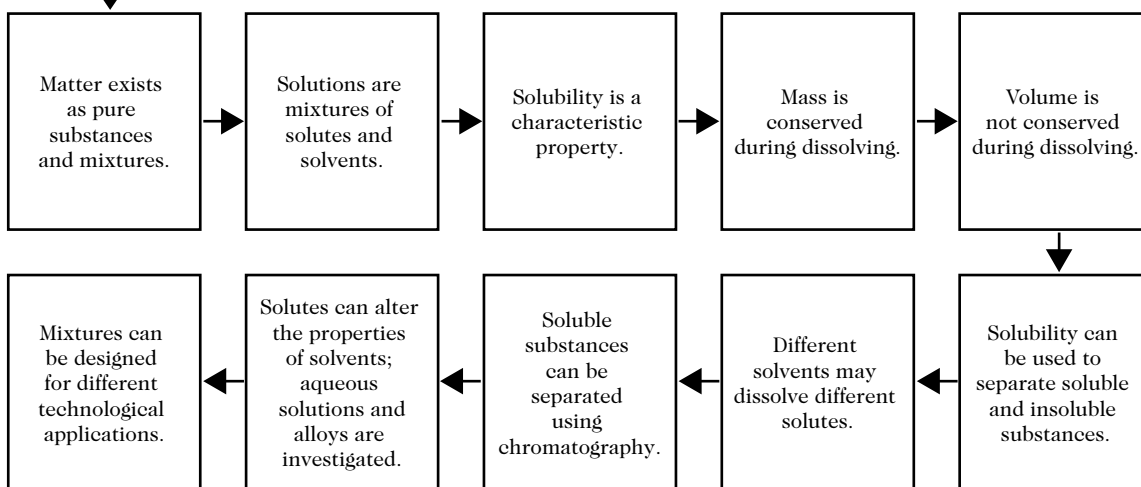 Matter exists
as pure
substances
and mixtures.
Solutions are
mixtures of
solutes and
solvents.
Solubility is a
characteristic
property.
Mass is
conserved
during dissolving.
Volume is
not conserved
during dissolving.
Solubility can
be used to
separate soluble
and insoluble
substances.
Different
solvents may
dissolve different
solutes.
Soluble
substances
can be
separated
using
chromatography.
Solutes can alter
the properties
of solvents;
aqueous
solutions and
alloys are
investigated.
Mixtures can
be designed
for different
technological
applications.